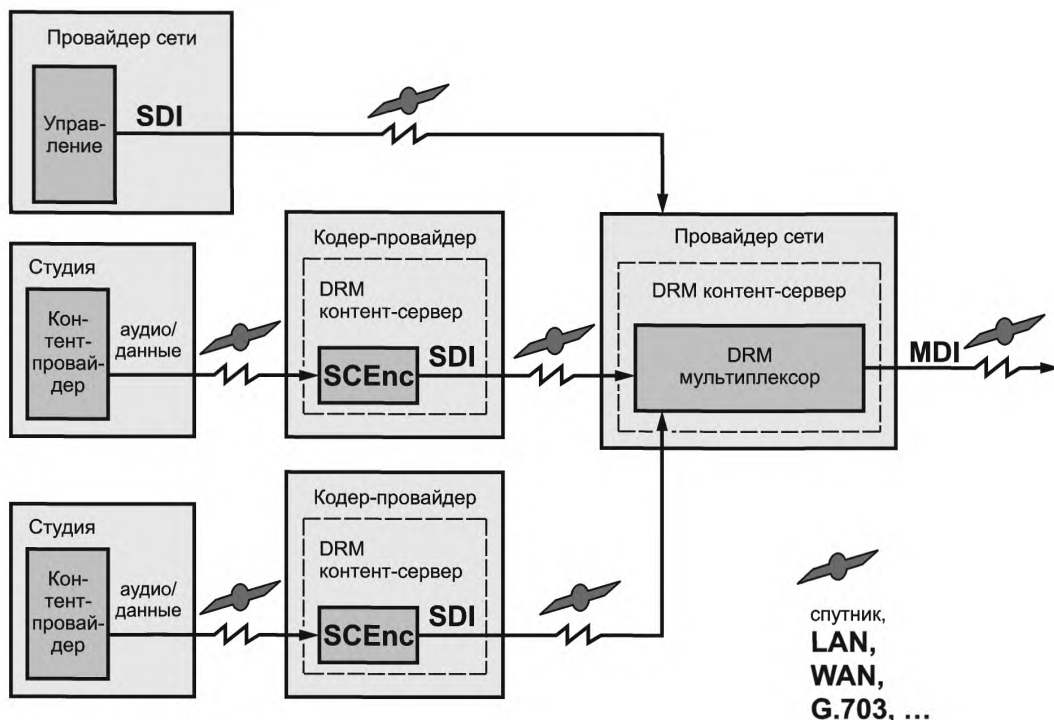 Провайдер сети
Управ-
ление
SDI
Студия
Кон-
тент-
провай-
дер
аудио/
данные
Кодер-провайдер
DRM
контент-сервер
SCEnc
SDI
Провайдер сети
DRM контент-сервер
DRM
мультиплексор
MDI
Студия
Кон-
тент-
провай-
дер
аудио/
данные
Кодер-провайдер
DRM
контент-сервер
SCEnc
SDI
спутник,
LAN,
WAN,
G.703, ...